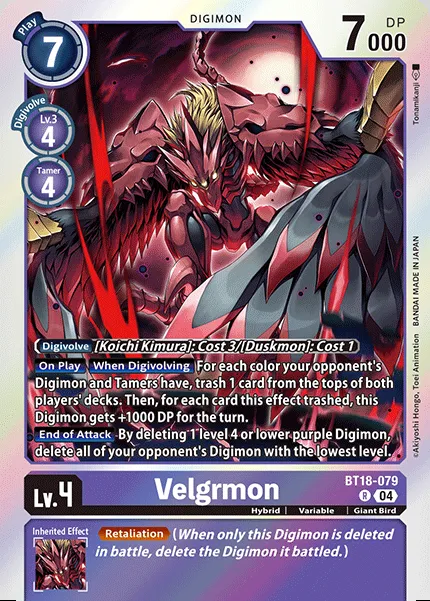 Play
7
DIGIMON
7000
DP
Digivolve
Lv.3
4
Tamer
4
Tomamikanji
Digivolve [Koichi Kimura]: Cost 3/[Duskmon]: Cost 1
On Play When Digivolving For each color your opponent's
Digimon and Tamers have, trash 1 card from the tops of both
players' decks. Then, for each card this effect trashed, this
Digimon gets +1000 DP for the turn.
End of Attack By deleting 1 level 4 or lower purple Digimon,
delete all of your opponent's Digimon with the lowest level.
©Akiyoshi Hongo, Toei Animation BANDAI MADE IN JAPAN
Lv.4
Velgrmon
BT18-079
R 04
Hybrid | Variable | Giant Bird
Inherited Effect
Retaliation (When only this Digimon is deleted
in battle, delete the Digimon it battled.)